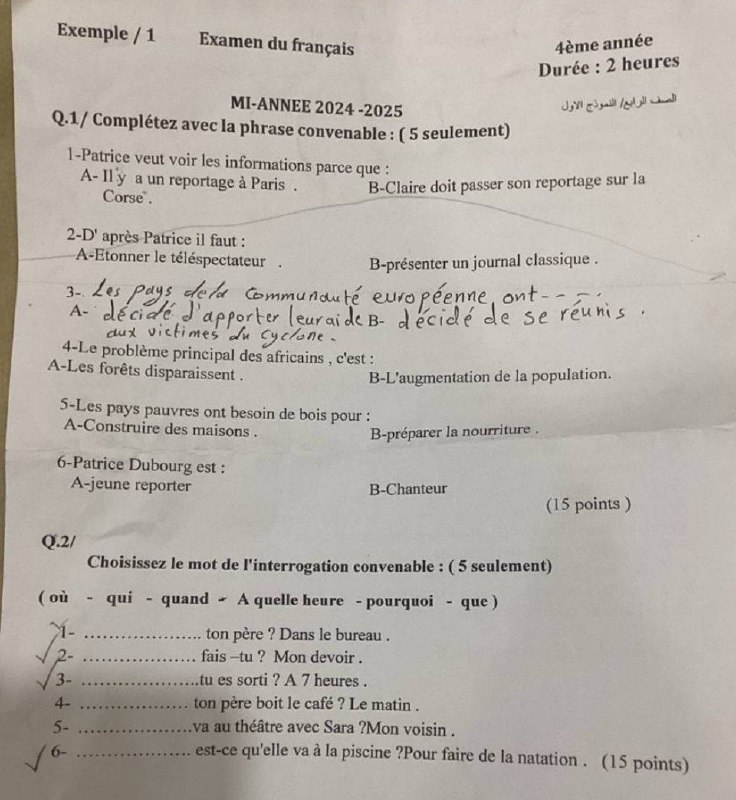 Exemple / 1 Examen du français 4ème année
Durée : 2 heures
MI-ANNEE 2024 -2025 الصف الرابع/ النموذج الاول
Q.1/ Complétez avec la phrase convenable : ( 5 seulement)
1-Patrice veut voir les informations parce que :
A- Il'y a un reportage à Paris . B-Claire doit passer son reportage sur la
Corse .
2-D' après Patrice il faut :
A-Etonner le téléspectateur . B-présenter un journal classique .
3-. Les pays de la Communauté européenne ont - - - .
A- décidé d'apporter leur aide B- décidé de se réunis .
aux victimes du cyclone .
4-Le problème principal des africains , c'est :
A-Les forêts disparaissent . B-L'augmentation de la population.
5-Les pays pauvres ont besoin de bois pour :
A-Construire des maisons . B-préparer la nourriture .
6-Patrice Dubourg est :
A-jeune reporter B-Chanteur
(15 points )
Q.2/
Choisissez le mot de l'interrogation convenable : ( 5 seulement)
( où - qui - quand - A quelle heure - pourquoi - que )
1- ...................... ton père ? Dans le bureau .
2- ..................... fais –tu ? Mon devoir .
3- ......................tu es sorti ? A 7 heures .
4- .................... ton père boit le café ? Le matin .
5- .....................va au théâtre avec Sara ?Mon voisin .
6- ..................... est-ce qu'elle va à la piscine ?Pour faire de la natation . (15 points)